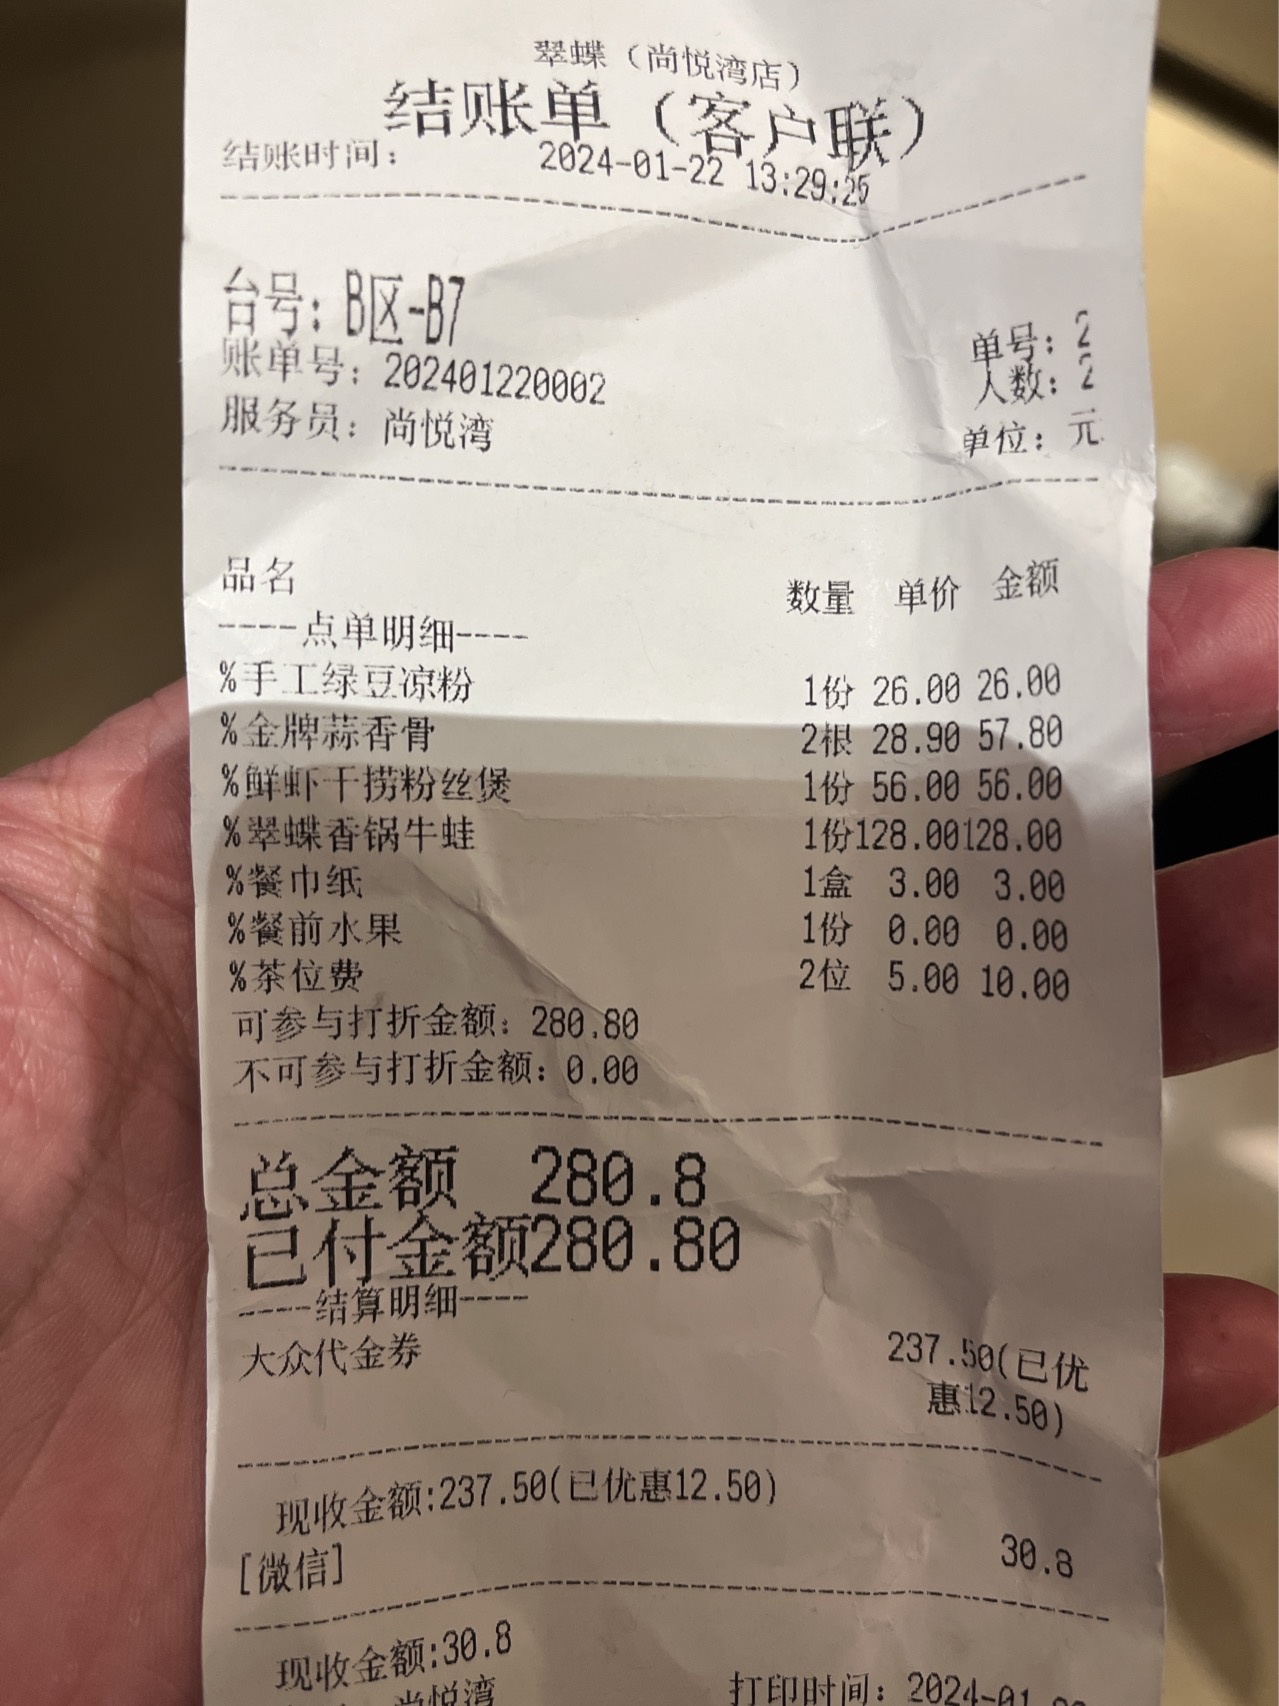 翠蝶（尚悦湾店）
结账单（客户联）
结账时间： 2024-01-22 13:29:25
台号：B区-B7
单号：2
账单号：202401220002
人数：2
服务员：尚悦湾
单位：元
品名 数量 单价 金额
----点单明细----
%手工绿豆凉粉 1份 26.00 26.00
%金牌蒜香骨 2根 28.90 57.80
%鲜虾干捞粉丝煲 1份 56.00 56.00
%翠蝶香锅牛蛙 1份128.00128.00
%餐巾纸 1盒 3.00 3.00
%餐前水果 1份 0.00 0.00
%茶位费 2位 5.00 10.00
可参与打折金额：280.80
不可参与打折金额：0.00
总金额 280.8
已付金额280.80
----结算明细----
大众代金券 237.50(已优
惠12.50)
现收金额:237.50(已优惠12.50)
[微信] 30.8
现收金额:30.8
尚悦湾 打印时间：2024-01